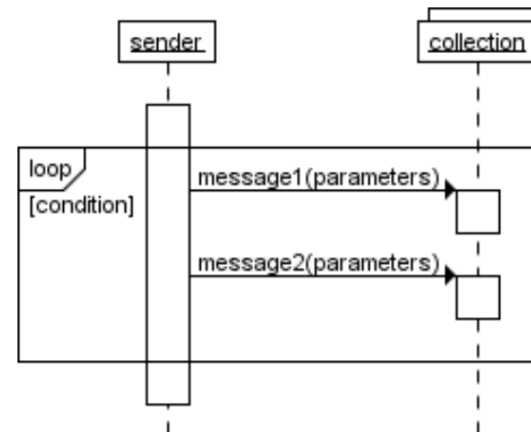 sender
collection
loop
message1(parameters)
[condition]
message2(parameters)